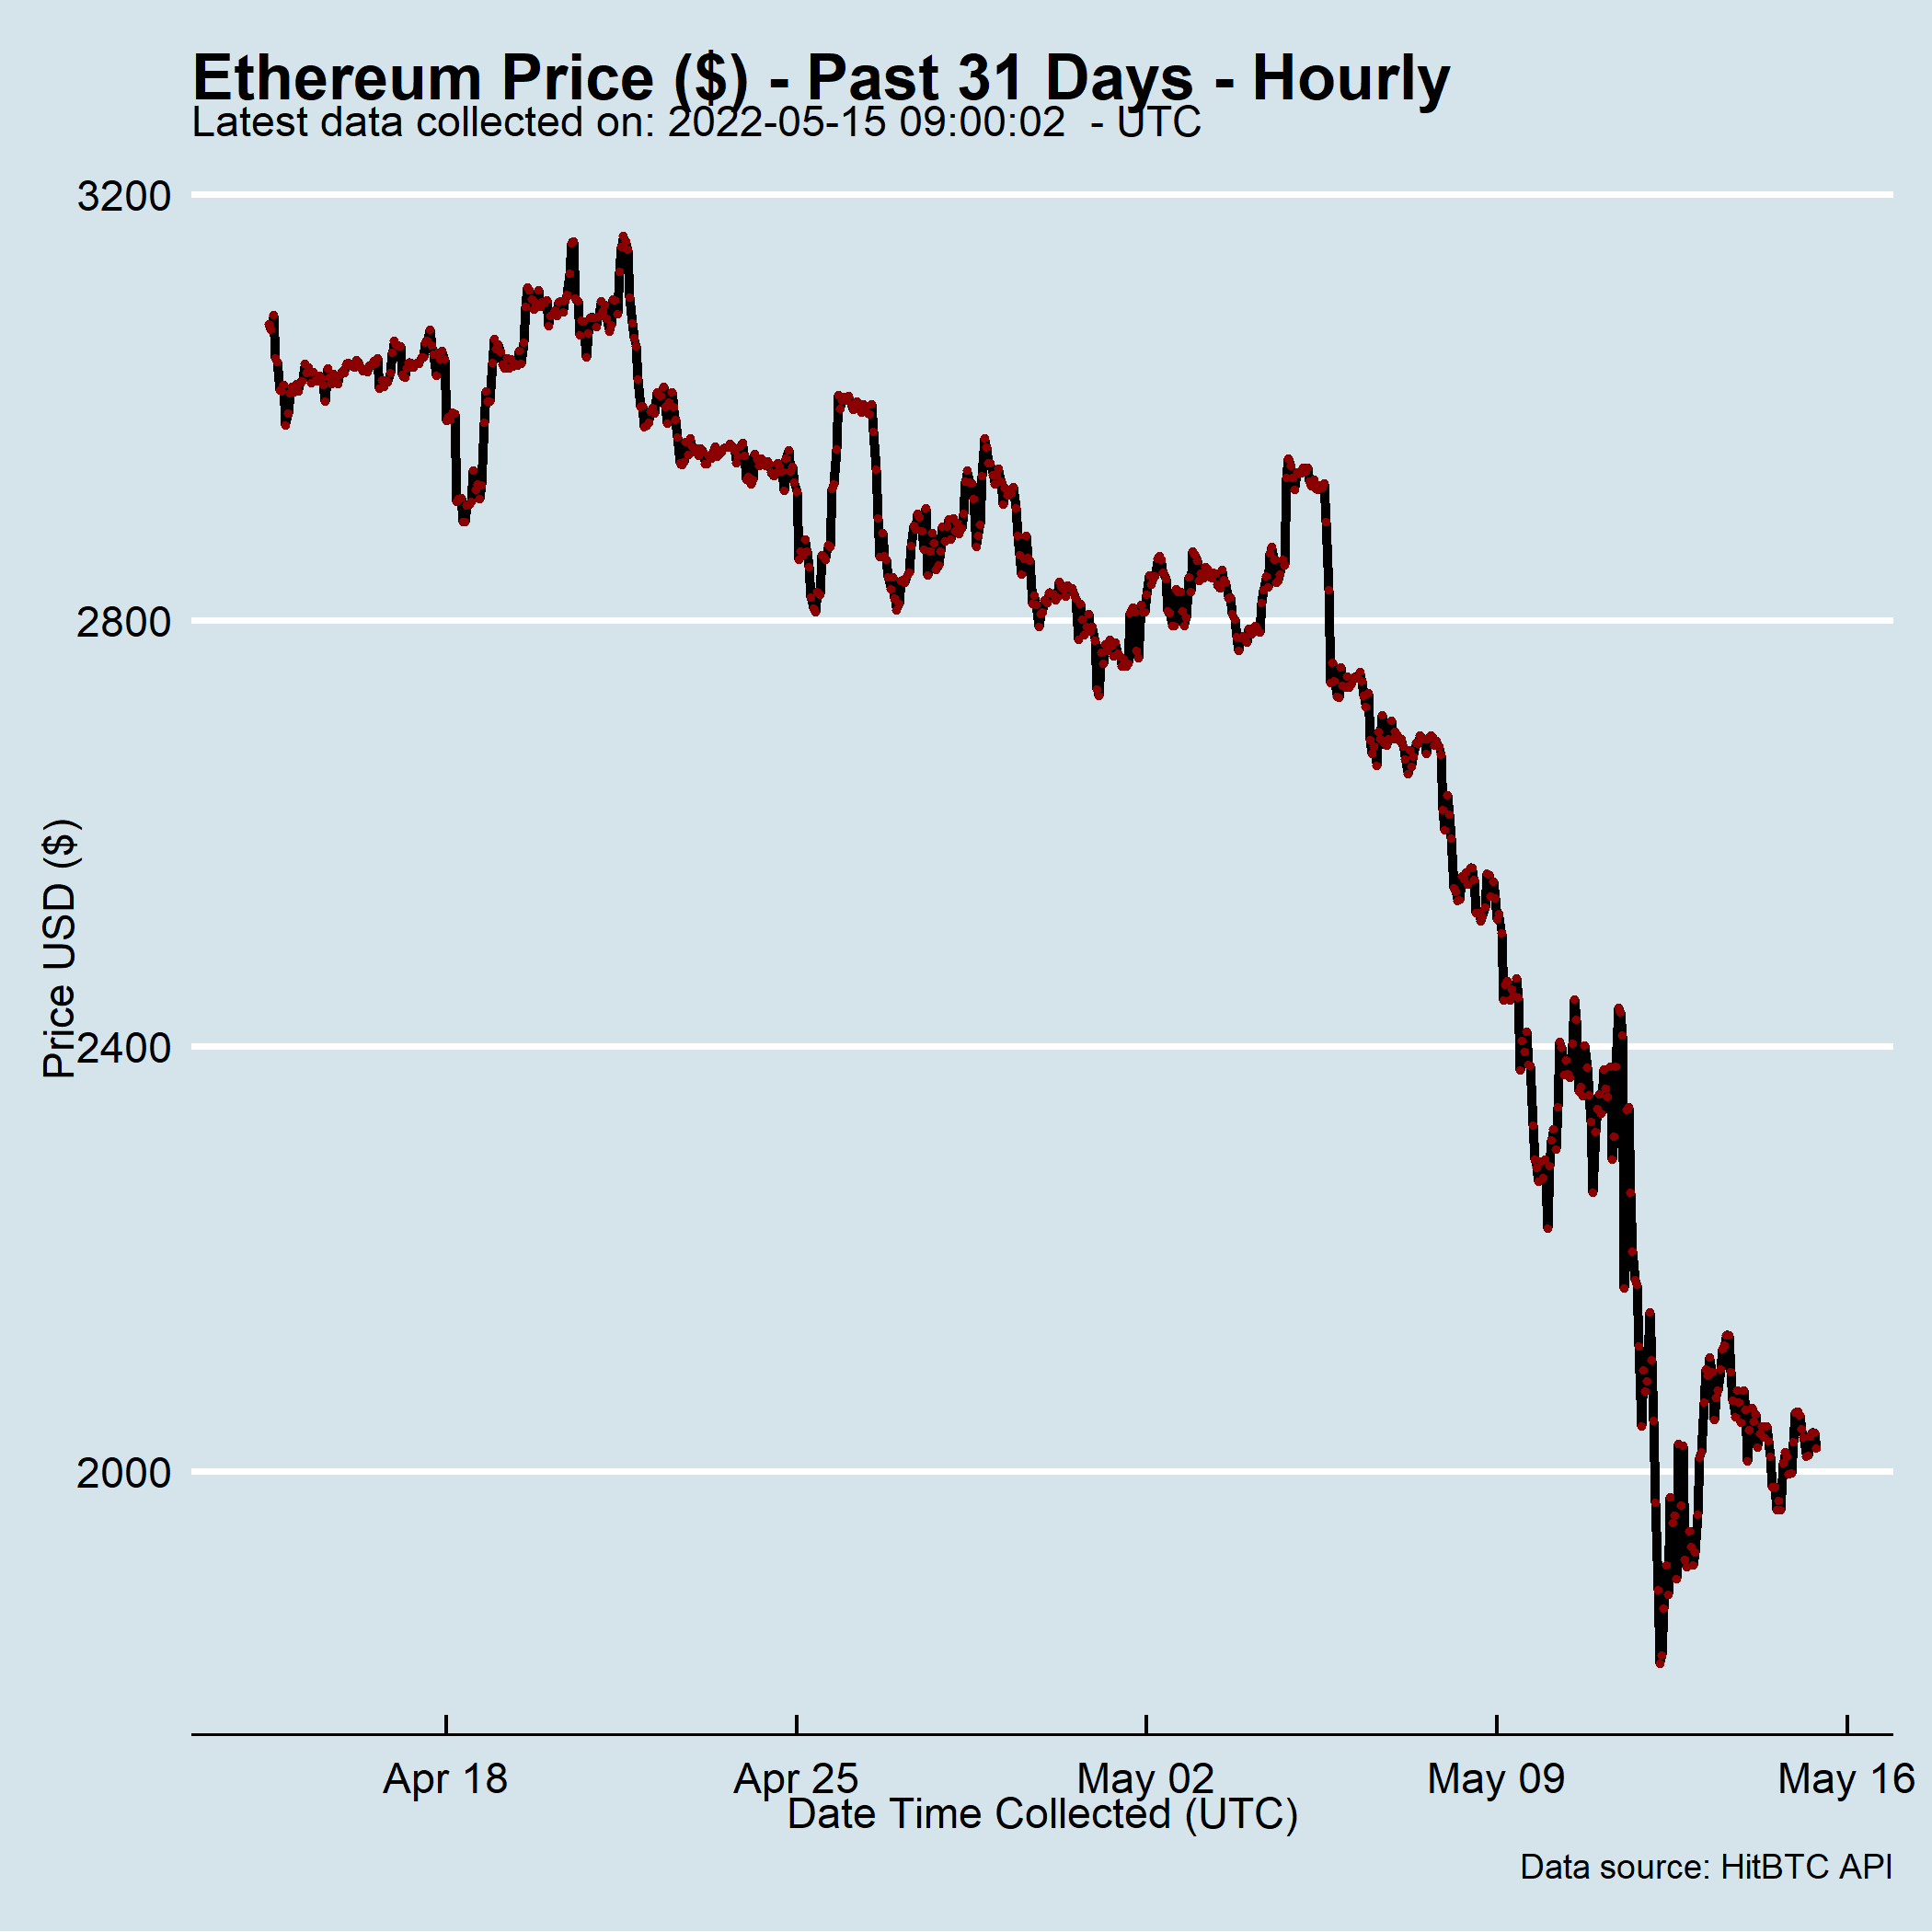 Ethereum Price ($) - Past 31 Days - Hourly
Latest data collected on: 2022-05-15 09:00:02  - UTC
3200
2800
2400
2000
Price USD ($)
Apr 18
Apr 25
May 02
May 09
May 16
Date Time Collected (UTC)
Data source: HitBTC API